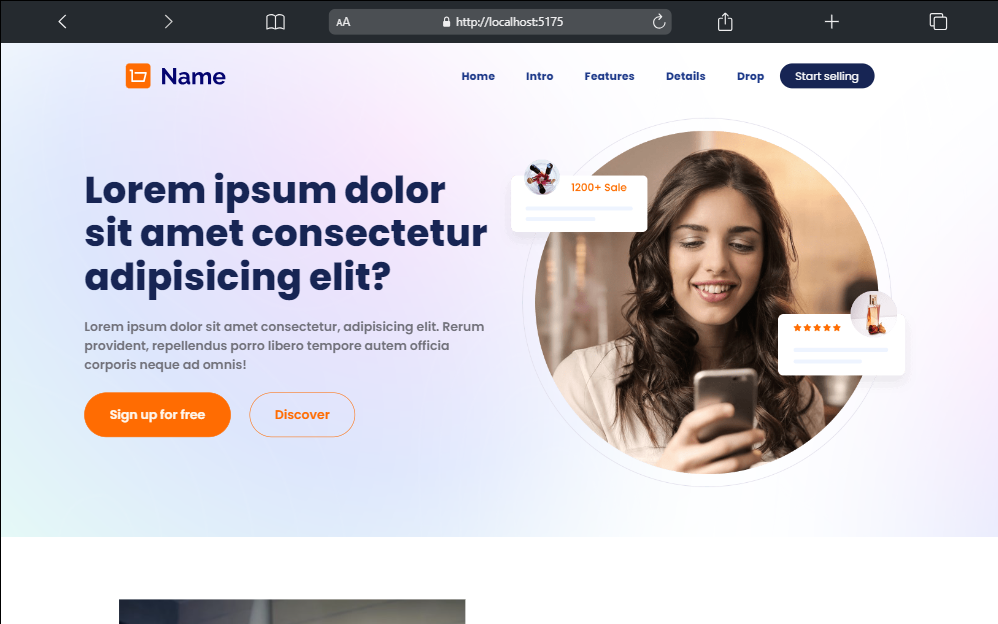 AA
http://localhost:5175
Name
Home
Intro
Features
Details
Drop
Start selling
Lorem ipsum dolor
sit amet consectetur
adipisicing elit?
1200+ Sale
Lorem ipsum dolor sit amet consectetur, adipisicing elit. Rerum
provident, repellendus porro libero tempore autem officia
corporis neque ad omnis!
Sign up for free
Discover